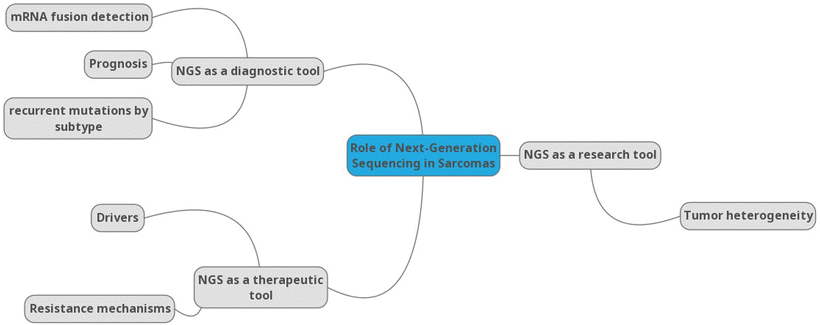 mRNA fusion detection
Prognosis
NGS as a diagnostic tool
recurrent mutations by
subtype
Role of Next-Generation
Sequencing in Sarcomas
NGS as a research tool
Tumor heterogeneity
Drivers
NGS as a therapeutic
tool
Resistance mechanisms